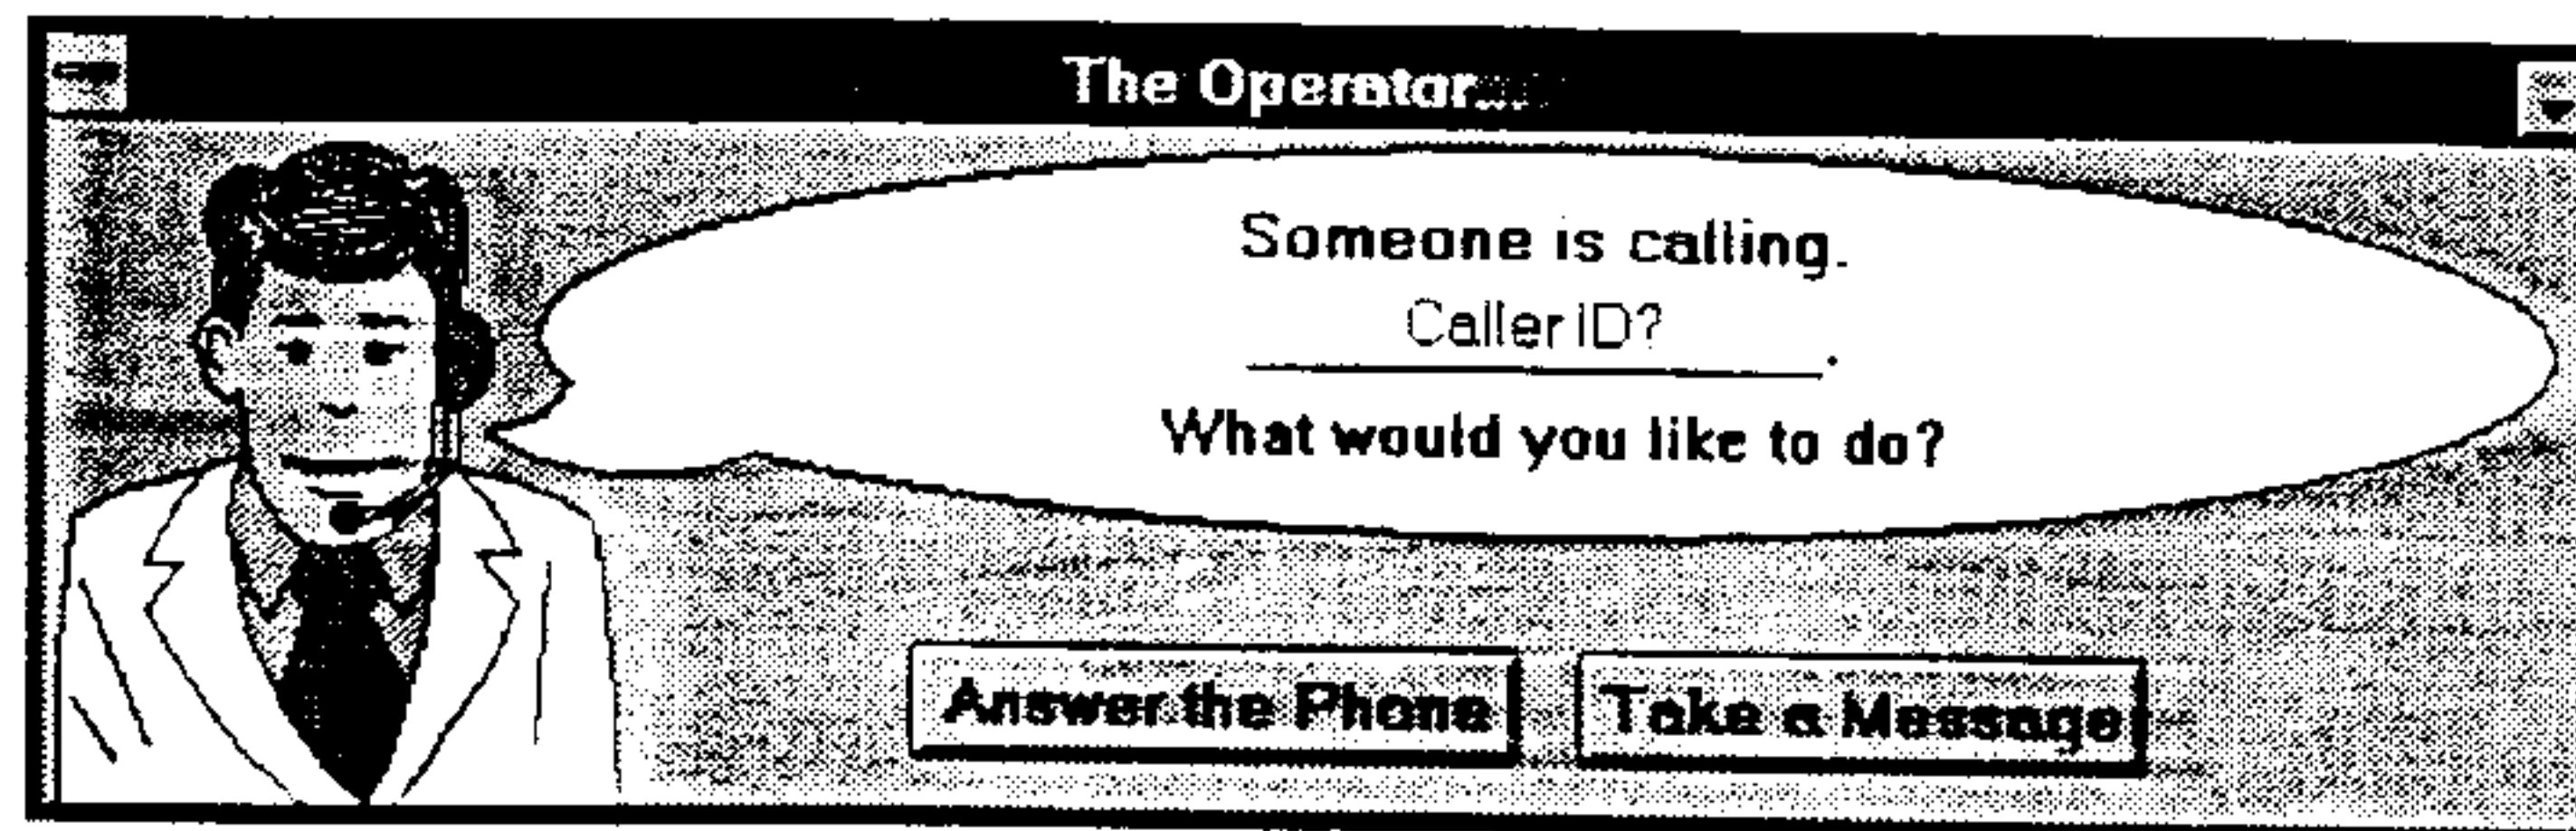 The Operator...
Someone is calling.
Caller ID?
.
What would you like to do?
Answer the Phone
Take a Message